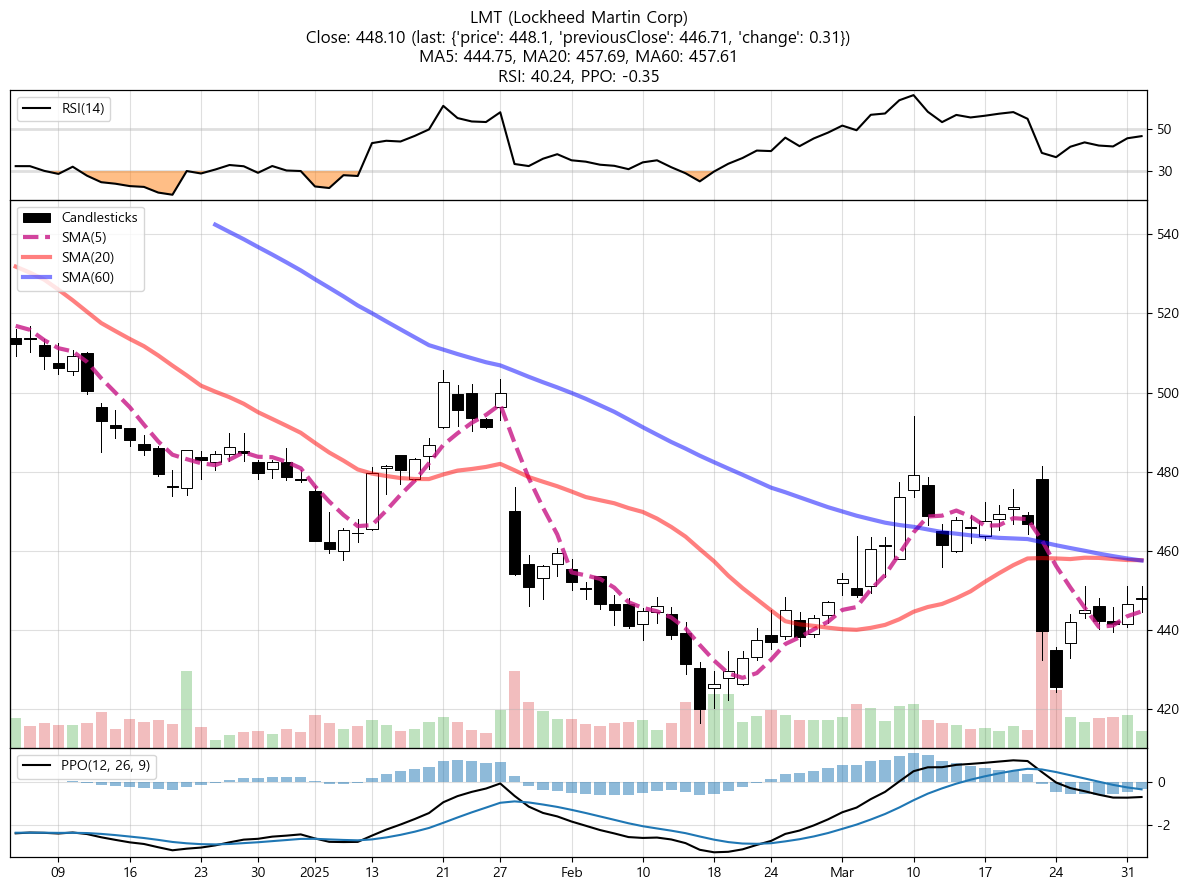 LMT (Lockheed Martin Corp)
Close: 448.10 (last: {'price': 448.1, 'previousClose': 446.71, 'change': 0.31})
MA5: 444.75, MA20: 457.69, MA60: 457.61
RSI: 40.24, PPO: -0.35
RSI(14)
50
30
Candlesticks
SMA(5)
SMA(20)
SMA(60)
540
520
500
480
460
440
420
PPO(12, 26, 9)
0
-2
09 16 23 30 2025 13 21 27 Feb 10 18 24 Mar 10 17 24 31